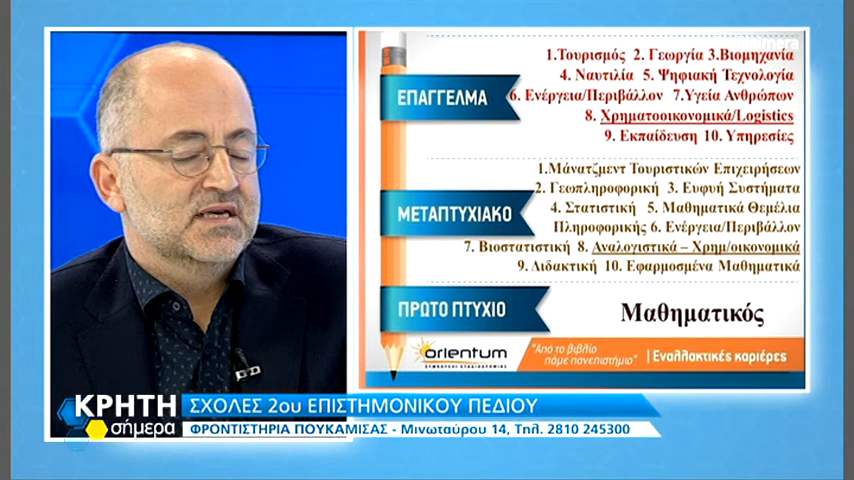 1.Τουρισμός 2. Γεωργία 3.Βιομηχανία
4. Ναυτιλία 5. Ψηφιακή Τεχνολογία
ΕΠΑΓΓΕΛΜΑ
6. Ενέργεια/Περιβάλλον 7.Υγεία Ανθρώπων
8. Χρηματοοικονομικά/Logistics
9. Εκπαίδευση 10. Υπηρεσίες
1.Μάνατζμεντ Τουριστικών Επιχειρήσεων
2. Γεωπληροφορική 3. Ευφυή Συστήματα
ΜΕΤΑΠΤΥΧΙΑΚΟ
4. Στατιστική 5. Μαθηματικά Θεμέλια
Πληροφορικής 6. Ενέργεια/Περιβάλλον
7. Βιοστατιστική 8. Αναλογιστικά – Χρημ/οικονομικά
9. Διδακτική 10. Εφαρμοσμένα Μαθηματικά
ΠΡΩΤΟ ΠΤΥΧΙΟ
Μαθηματικός
orientum
ΣΥΜΒΟΥΛΟΙ ΣΤΑΔΙΟΔΡΟΜΙΑΣ
"Από το βιβλίο
πάμε πανεπιστήμιο"
Εναλλακτικές καριέρες
ΚΡΗΤΗ
σήμερα
ΣΧΟΛΕΣ 2ου ΕΠΙΣΤΗΜΟΝΙΚΟΥ ΠΕΔΙΟΥ
ΦΡΟΝΤΙΣΤΗΡΙΑ ΠΟΥΚΑΜΙΣΑΣ - Μινωταύρου 14, Τηλ. 2810 245300